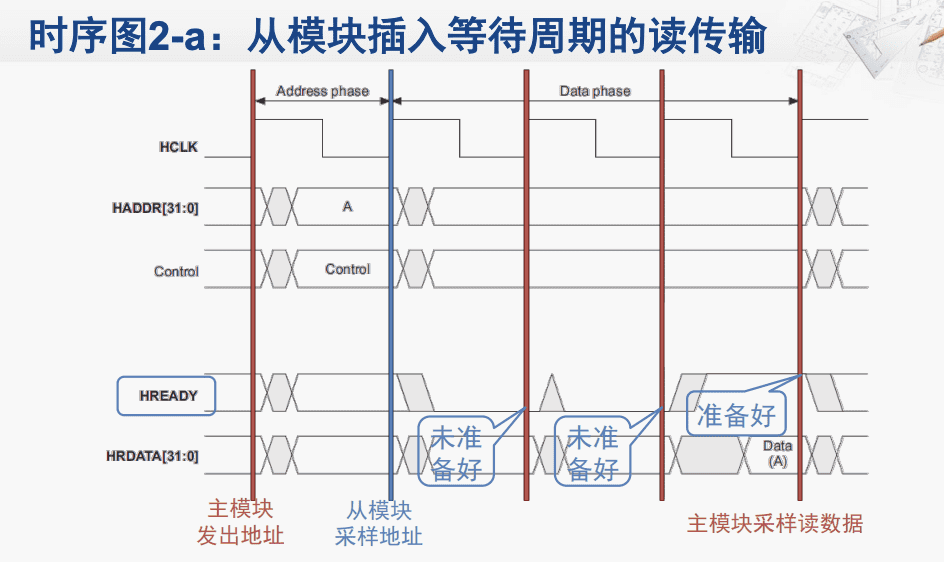 时序图2-a：从模块插入等待周期的读传输
Address phase
Data phase
HCLK
HADDR[31:0]
A
Control
Control
HREADY
未准
备好
未准
备好
准备好
HRDATA[31:0]
Data
(A)
主模块
发出地址
从模块
采样地址
主模块采样读数据